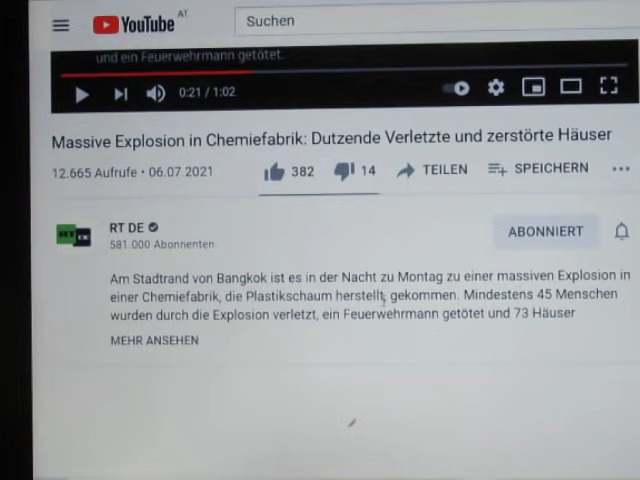 YouTube AT
Suchen
und ein Feuerwehrmann getötet.
0:21 / 1:02
Massive Explosion in Chemiefabrik: Dutzende Verletzte und zerstörte Häuser
12.665 Aufrufe • 06.07.2021 382 14 TEILEN SPEICHERN
RT DE
581.000 Abonnenten
ABONNIERT
Am Stadtrand von Bangkok ist es in der Nacht zu Montag zu einer massiven Explosion in
einer Chemiefabrik, die Plastikschaum herstellt, gekommen. Mindestens 45 Menschen
wurden durch die Explosion verletzt, ein Feuerwehrmann getötet und 73 Häuser
MEHR ANSEHEN